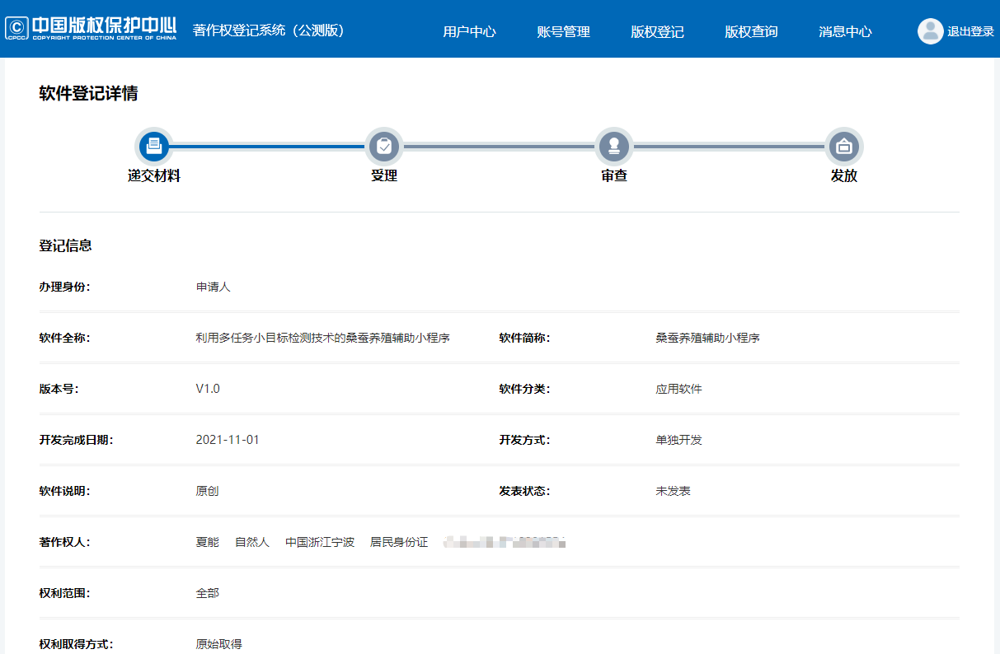 中国版权保护中心 著作权登记系统（公测版） 用户中心 账号管理 版权登记 版权查询 消息中心 退出登录
CPCC COPYRIGHT PROTECTION CENTER OF CHINA
软件登记详情
递交材料 受理 审查 发放
登记信息
办理身份： 申请人
软件全称： 利用多任务小目标检测技术的桑蚕养殖辅助小程序 软件简称： 桑蚕养殖辅助小程序
版本号： V1.0 软件分类： 应用软件
开发完成日期： 2021-11-01 开发方式： 单独开发
软件说明： 原创 发表状态： 未发表
著作权人： 夏能 自然人 中国浙江宁波 居民身份证
权利范围： 全部
权利取得方式： 原始取得